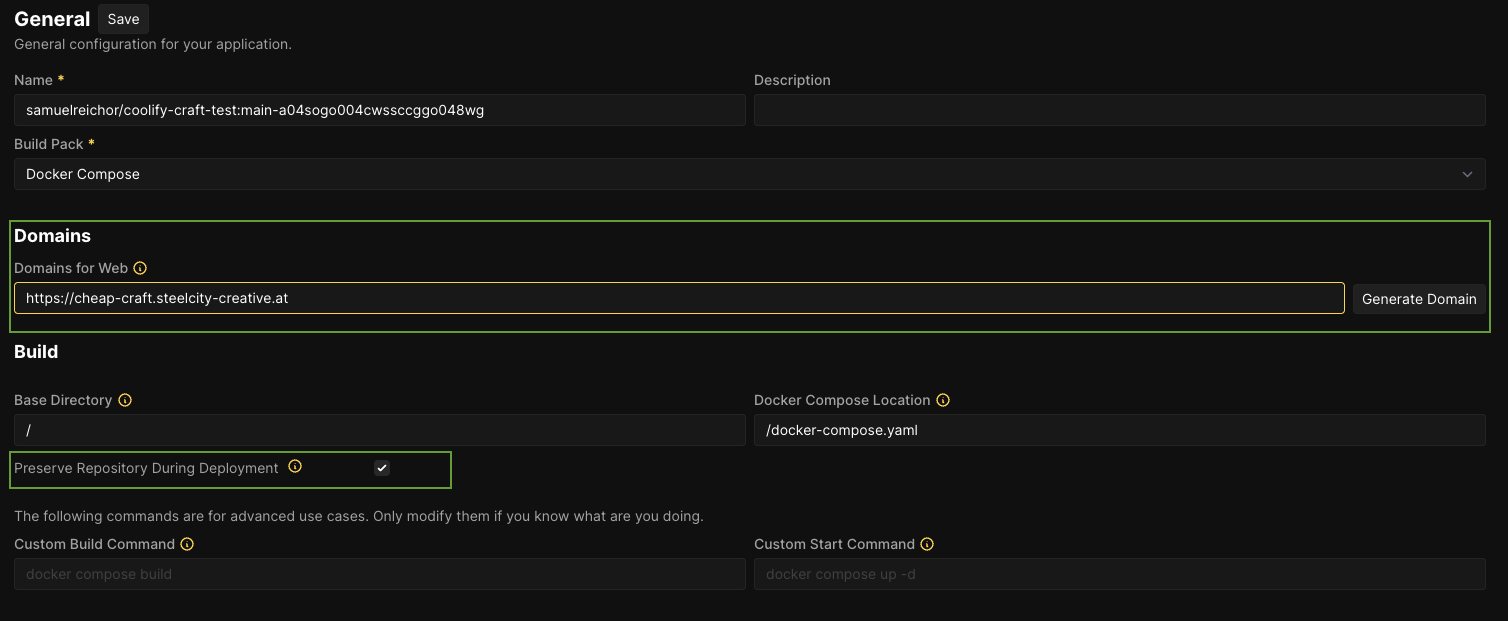 General Save
General configuration for your application.
Name * Description
samuelreichor/coolify-craft-test:main-a04sogo004cwssccggo048wg
Build Pack *
Docker Compose
Domains
Domains for Web
https://cheap-craft.steelcity-creative.at Generate Domain
Build
Base Directory Docker Compose Location
/ /docker-compose.yaml
Preserve Repository During Deployment
The following commands are for advanced use cases. Only modify them if you know what are you doing.
Custom Build Command Custom Start Command
docker compose build docker compose up -d